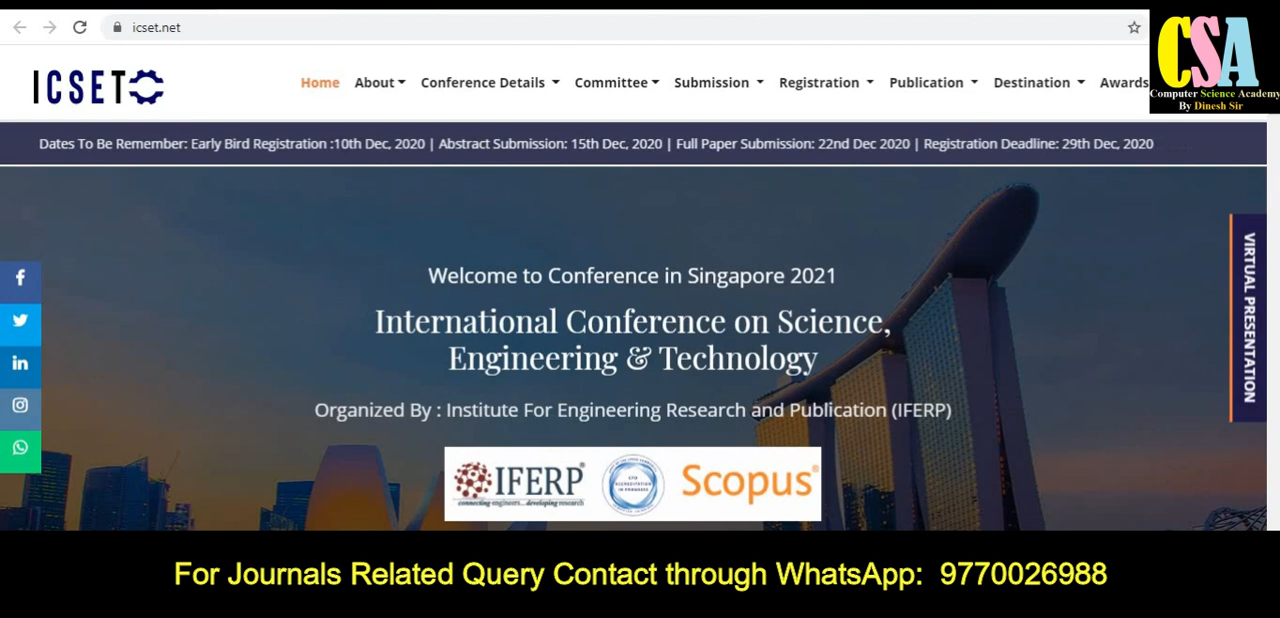 icset.net
CSA
Computer Science Academy
By Dinesh Sir
ICSET
Home About Conference Details Committee Submission Registration Publication Destination Awards
Dates To Be Remember: Early Bird Registration :10th Dec, 2020 | Abstract Submission: 15th Dec, 2020 | Full Paper Submission: 22nd Dec 2020 | Registration Deadline: 29th Dec, 2020
VIRTUAL PRESENTATION
Welcome to Conference in Singapore 2021
International Conference on Science,
Engineering & Technology
Organized By : Institute For Engineering Research and Publication (IFERP)
IFERP®
connecting engineers...developing research
CPD
ACCREDITATION
IN PROGRESS
Scopus®
For Journals Related Query Contact through WhatsApp: 9770026988